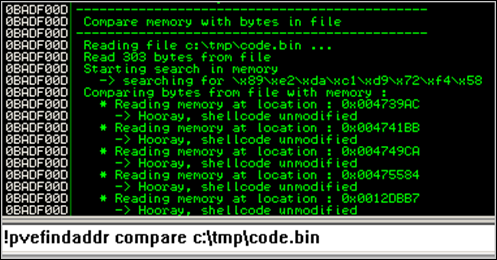 0BADF00D ----------------------------------------
0BADF00D Compare memory with bytes in file
0BADF00D ----------------------------------------
0BADF00D Reading file c:\tmp\code.bin ...
0BADF00D Read 303 bytes from file
0BADF00D Starting search in memory
0BADF00D -> searching for \x89\xe2\xda\xc1\xd9\x72\xf4\x58
0BADF00D Comparing bytes from file with memory :
0BADF00D * Reading memory at location : 0x004739AC
0BADF00D -> Hooray, shellcode unmodified
0BADF00D * Reading memory at location : 0x004741BB
0BADF00D -> Hooray, shellcode unmodified
0BADF00D * Reading memory at location : 0x004749CA
0BADF00D -> Hooray, shellcode unmodified
0BADF00D * Reading memory at location : 0x00475584
0BADF00D -> Hooray, shellcode unmodified
0BADF00D * Reading memory at location : 0x0012DBB7
0BADF00D -> Hooray, shellcode unmodified
!pvefindaddr compare c:\tmp\code.bin